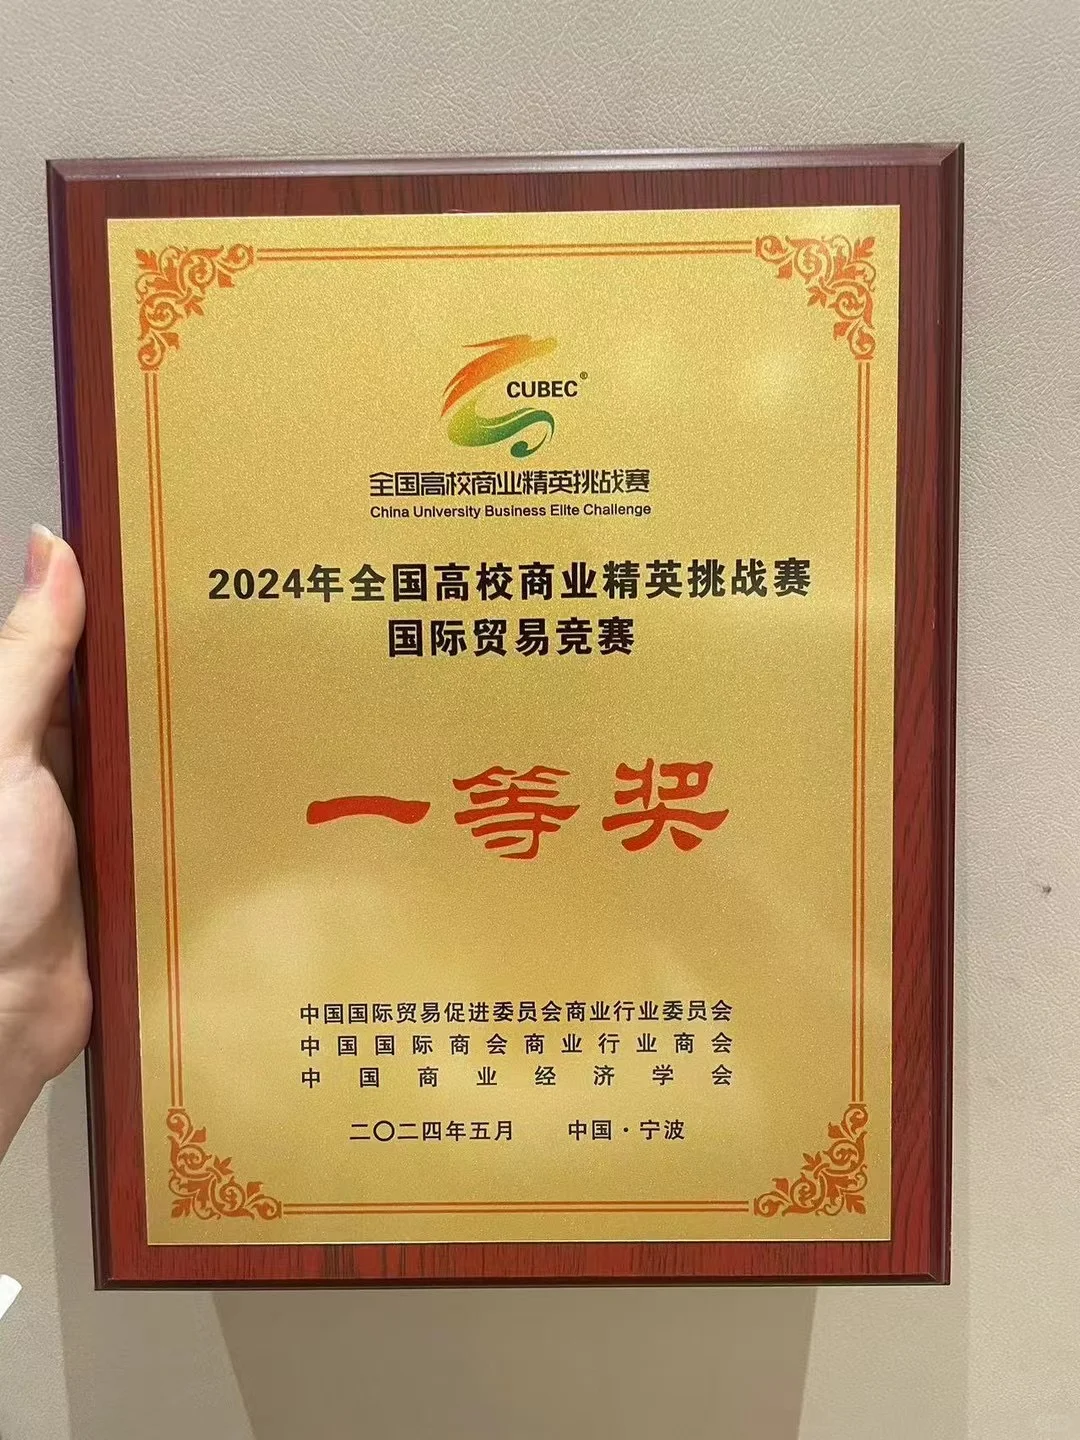 CUBEC®
全国高校商业精英挑战赛
China University Business Elite Challenge
2024年全国高校商业精英挑战赛
国际贸易竞赛
一等奖
中国国际贸易促进委员会商业行业委员会
中国国际商会商业行业商会
中国商业经济学会
二〇二四年五月 中国·宁波